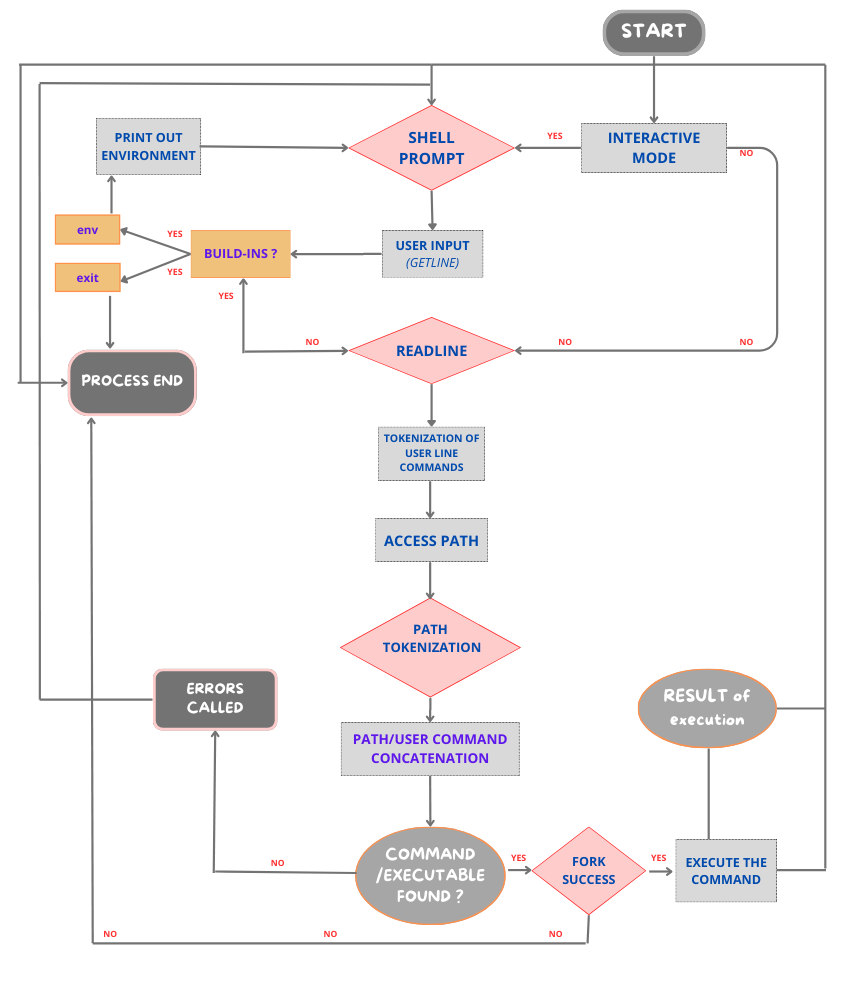 START
SHELL
PROMPT
YES
INTERACTIVE
MODE
NO
PRINT OUT
ENVIRONMENT
env
YES
exit
YES
BUILD-INS ?
USER INPUT
(GETLINE)
YES
NO
READLINE
NO
NO
PROCESS END
TOKENIZATION OF
USER LINE
COMMANDS
ACCESS PATH
PATH
TOKENIZATION
ERRORS
CALLED
RESULT of
execution
PATH/USER COMMAND
CONCATENATION
NO
COMMAND
/EXECUTABLE
FOUND ?
YES
FORK
SUCCESS
YES
EXECUTE THE
COMMAND
NO
NO
NO